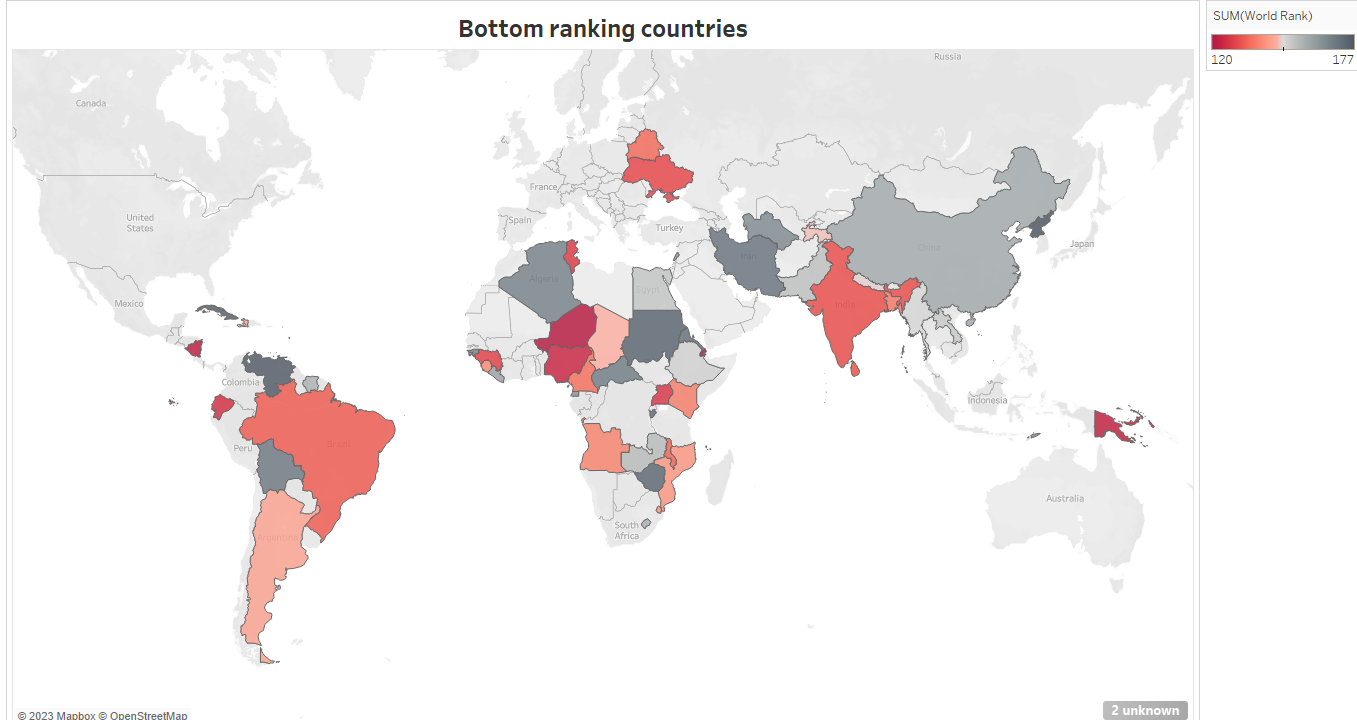 Bottom ranking countries
SUM(World Rank)
120
177
Russia
Canada
France
United
States
Spain
Turkey
Japan
China
Iran
Algeria
Egypt
Mexico
India
Colombia
Indonesia
Peru
Brazil
Australia
South
Africa
Argentina
© 2023 Mapbox © OpenStreetMap
2 unknown